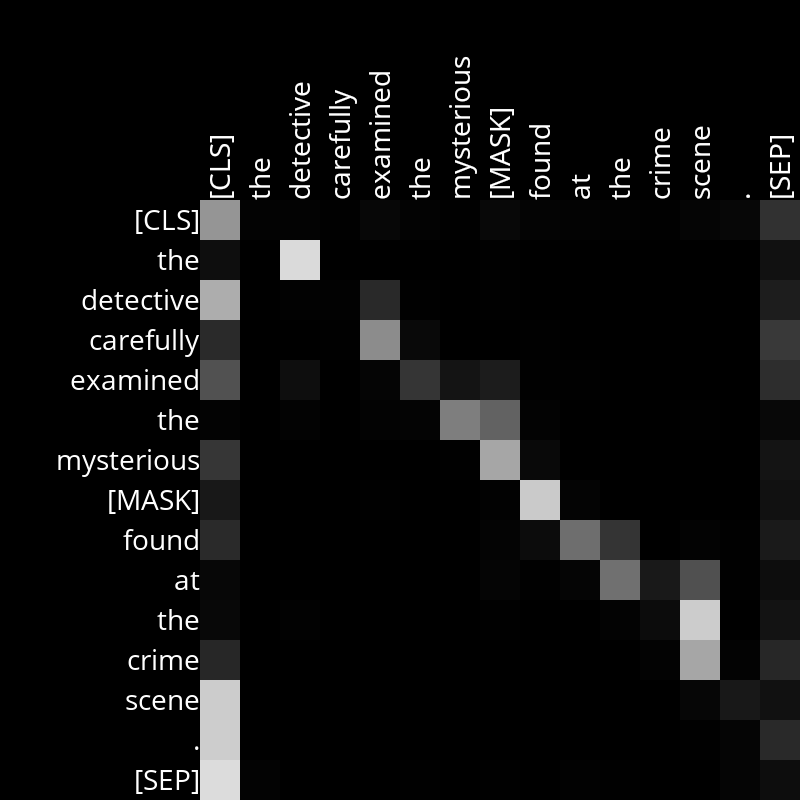 [CLS] the detective carefully examined the mysterious [MASK] found at the crime scene . [SEP]
[CLS]
the
detective
carefully
examined
the
mysterious
[MASK]
found
at
the
crime
scene
.
[SEP]